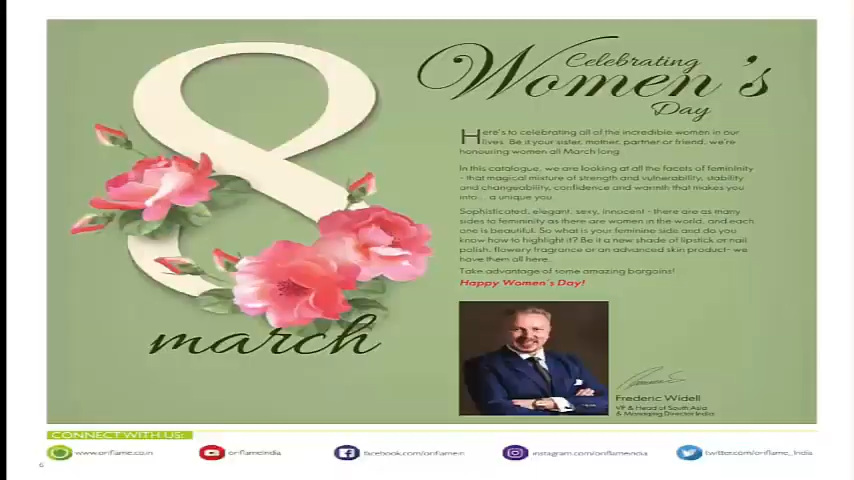 8
march
Celebrating
Women's
Day
Here's to celebrating all of the incredible women in our
lives. Be it your sister, mother, partner or friend, we're
honouring women all March long.
In this catalogue, we are looking at all the facets of femininity
- that magical mixture of strength and vulnerability, stability
and changeability, confidence and warmth that makes you
into... a unique you.
Sophisticated, elegant, sexy, innocent - there are as many
sides to femininity as there are women in the world, and each
one is beautiful. So what is your feminine side and do you
know how to highlight it? Be it a new shade of lipstick or nail
polish, flowery fragrance or an advanced skin product- we
have them all here.
Take advantage of some amazing bargains!
Happy Women's Day!
Frederic Widell
VP & Head of South Asia
& Managing Director India
CONNECT WITH US:
www.oriflame.co.in
oriflameindia
facebook.com/oriflamein
instagram.com/oriflameindia
twitter.com/oriflame_India
6